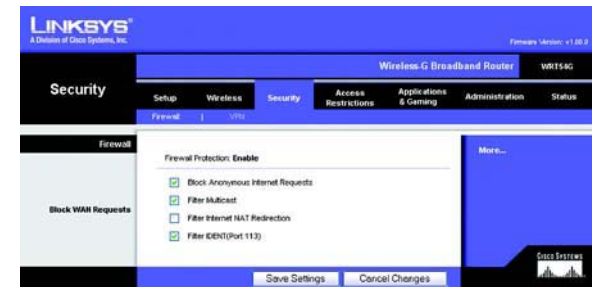 LINKSYS®
A Division of Cisco Systems, Inc.
Firmware Version: v1.00.0
Wireless-G Broadband Router WRT54G
Security
Setup Wireless Security Access Restrictions Applications & Gaming Administration Status
Firewall | VPN
Firewall
Firewall Protection: Enable
More...
Block WAN Requests
Block Anonymous Internet Requests
Filter Multicast
Filter Internet NAT Redirection
Filter IDENT(Port 113)
Save Settings Cancel Changes
CISCO SYSTEMS